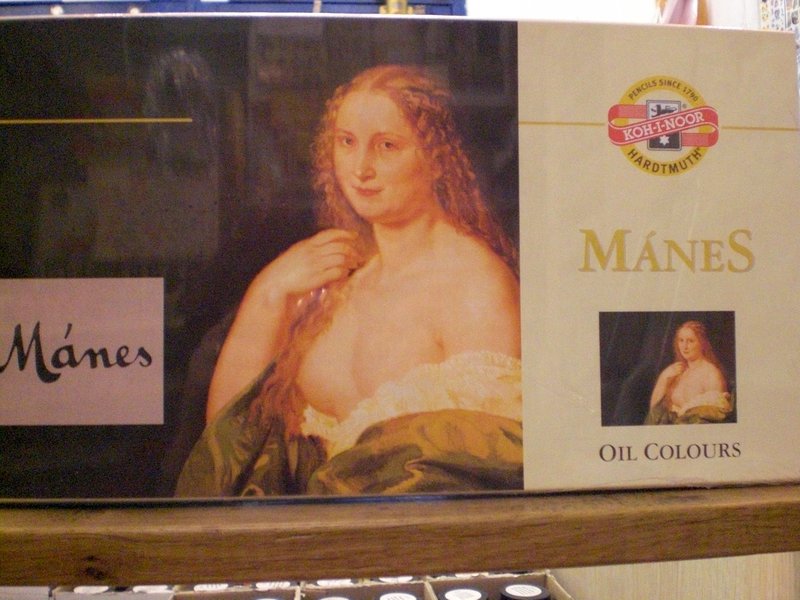 PENCILS SINCE 1790
KOH-I-NOOR
®
HARDTMUTH
MÁNES
Mánes
OIL COLOURS